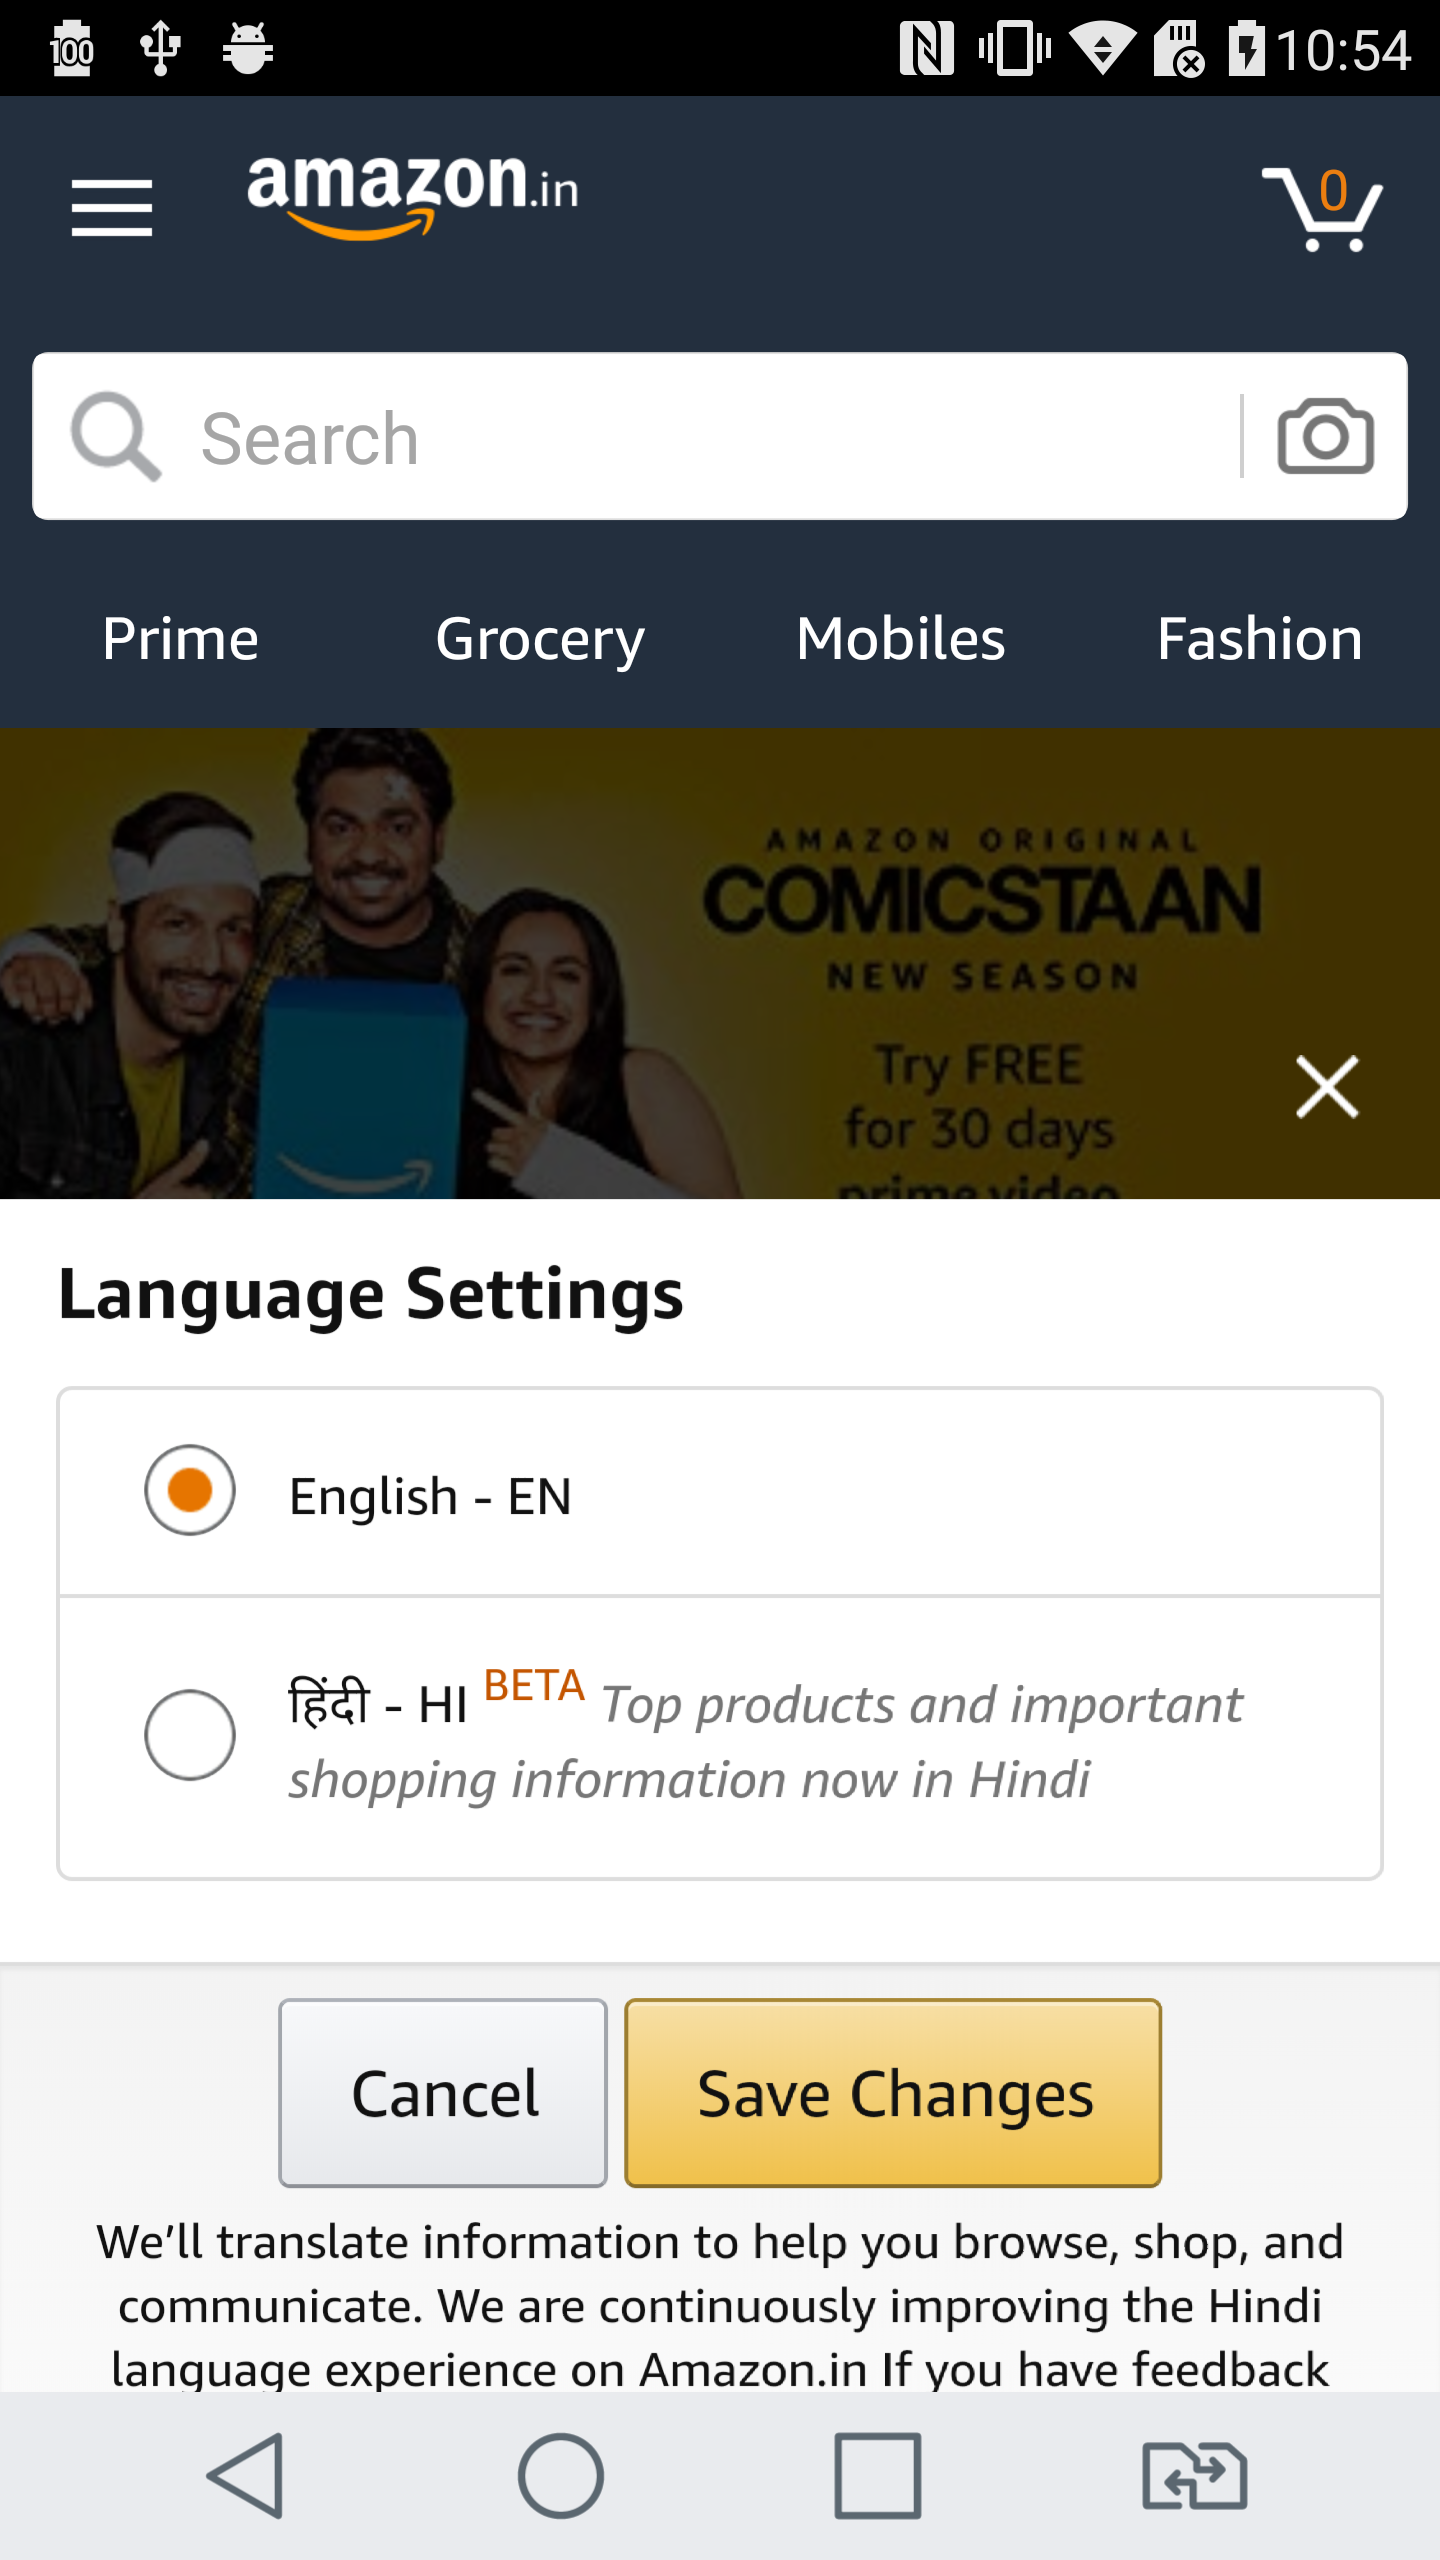 100
10:54
amazon.in
0
Search
Prime Grocery Mobiles Fashion
AMAZON ORIGINAL
COMICSTAAN
NEW SEASON
Try FREE
for 30 days
prime video
Language Settings
English - EN
हिंदी - HI BETA Top products and important
shopping information now in Hindi
Cancel Save Changes
We’ll translate information to help you browse, shop, and
communicate. We are continuously improving the Hindi
language experience on Amazon.in If you have feedback